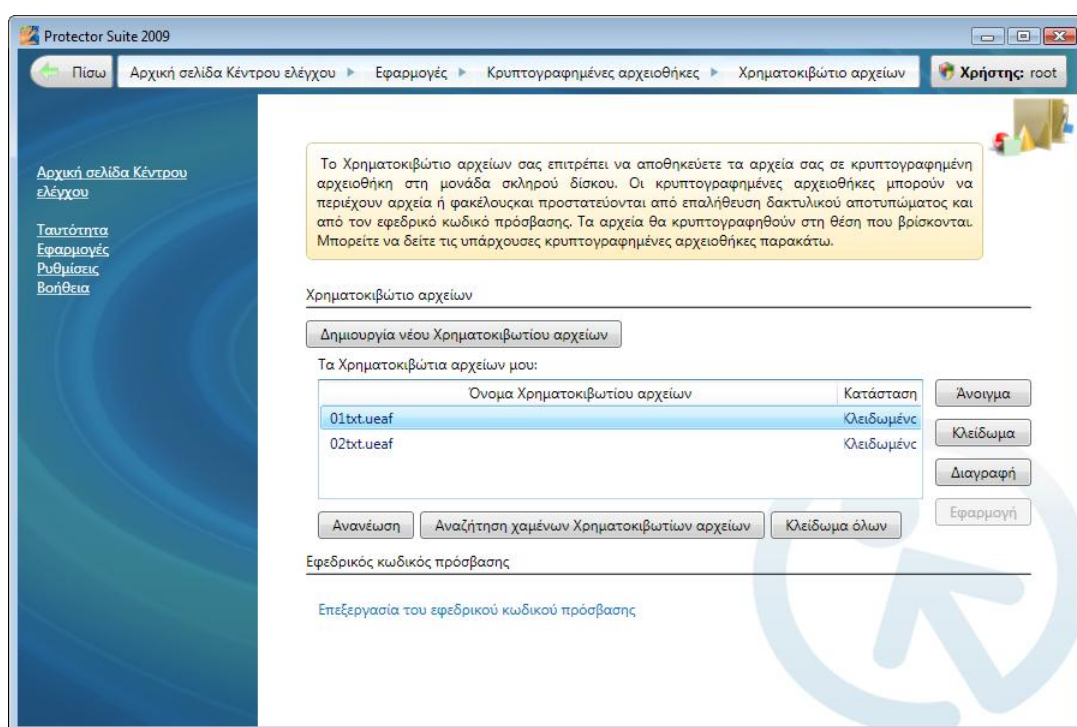 Protector Suite 2009
Πίσω Αρχική σελίδα Κέντρου ελέγχου Εφαρμογές Κρυπτογραφημένες αρχειοθήκες Χρηματοκιβώτιο αρχείων Χρήστης: root
Αρχική σελίδα Κέντρου
ελέγχου
Ταυτότητα
Εφαρμογές
Ρυθμίσεις
Βοήθεια
Το Χρηματοκιβώτιο αρχείων σας επιτρέπει να αποθηκεύετε τα αρχεία σας σε κρυπτογραφημένη
αρχειοθήκη στη μονάδα σκληρού δίσκου. Οι κρυπτογραφημένες αρχειοθήκες μπορούν να
περιέχουν αρχεία ή φακέλουςκαι προστατεύονται από επαλήθευση δακτυλικού αποτυπώματος και
από τον εφεδρικό κωδικό πρόσβασης. Τα αρχεία θα κρυπτογραφηθούν στη θέση που βρίσκονται.
Μπορείτε να δείτε τις υπάρχουσες κρυπτογραφημένες αρχειοθήκες παρακάτω.
Χρηματοκιβώτιο αρχείων
Δημιουργία νέου Χρηματοκιβωτίου αρχείων
Τα Χρηματοκιβώτια αρχείων μου:
Όνομα Χρηματοκιβωτίου αρχείων Κατάσταση
01txt.ueaf Κλειδωμένο
02txt.ueaf Κλειδωμένο
Άνοιγμα
Κλείδωμα
Διαγραφή
Εφαρμογή
Ανανέωση Αναζήτηση χαμένων Χρηματοκιβωτίων αρχείων Κλείδωμα όλων
Εφεδρικός κωδικός πρόσβασης
Επεξεργασία του εφεδρικού κωδικού πρόσβασης